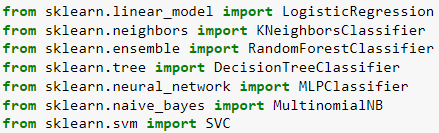 from sklearn.linear_model import LogisticRegression
from sklearn.neighbors import KNeighborsClassifier
from sklearn.ensemble import RandomForestClassifier
from sklearn.tree import DecisionTreeClassifier
from sklearn.neural_network import MLPClassifier
from sklearn.naive_bayes import MultinomialNB
from sklearn.svm import SVC